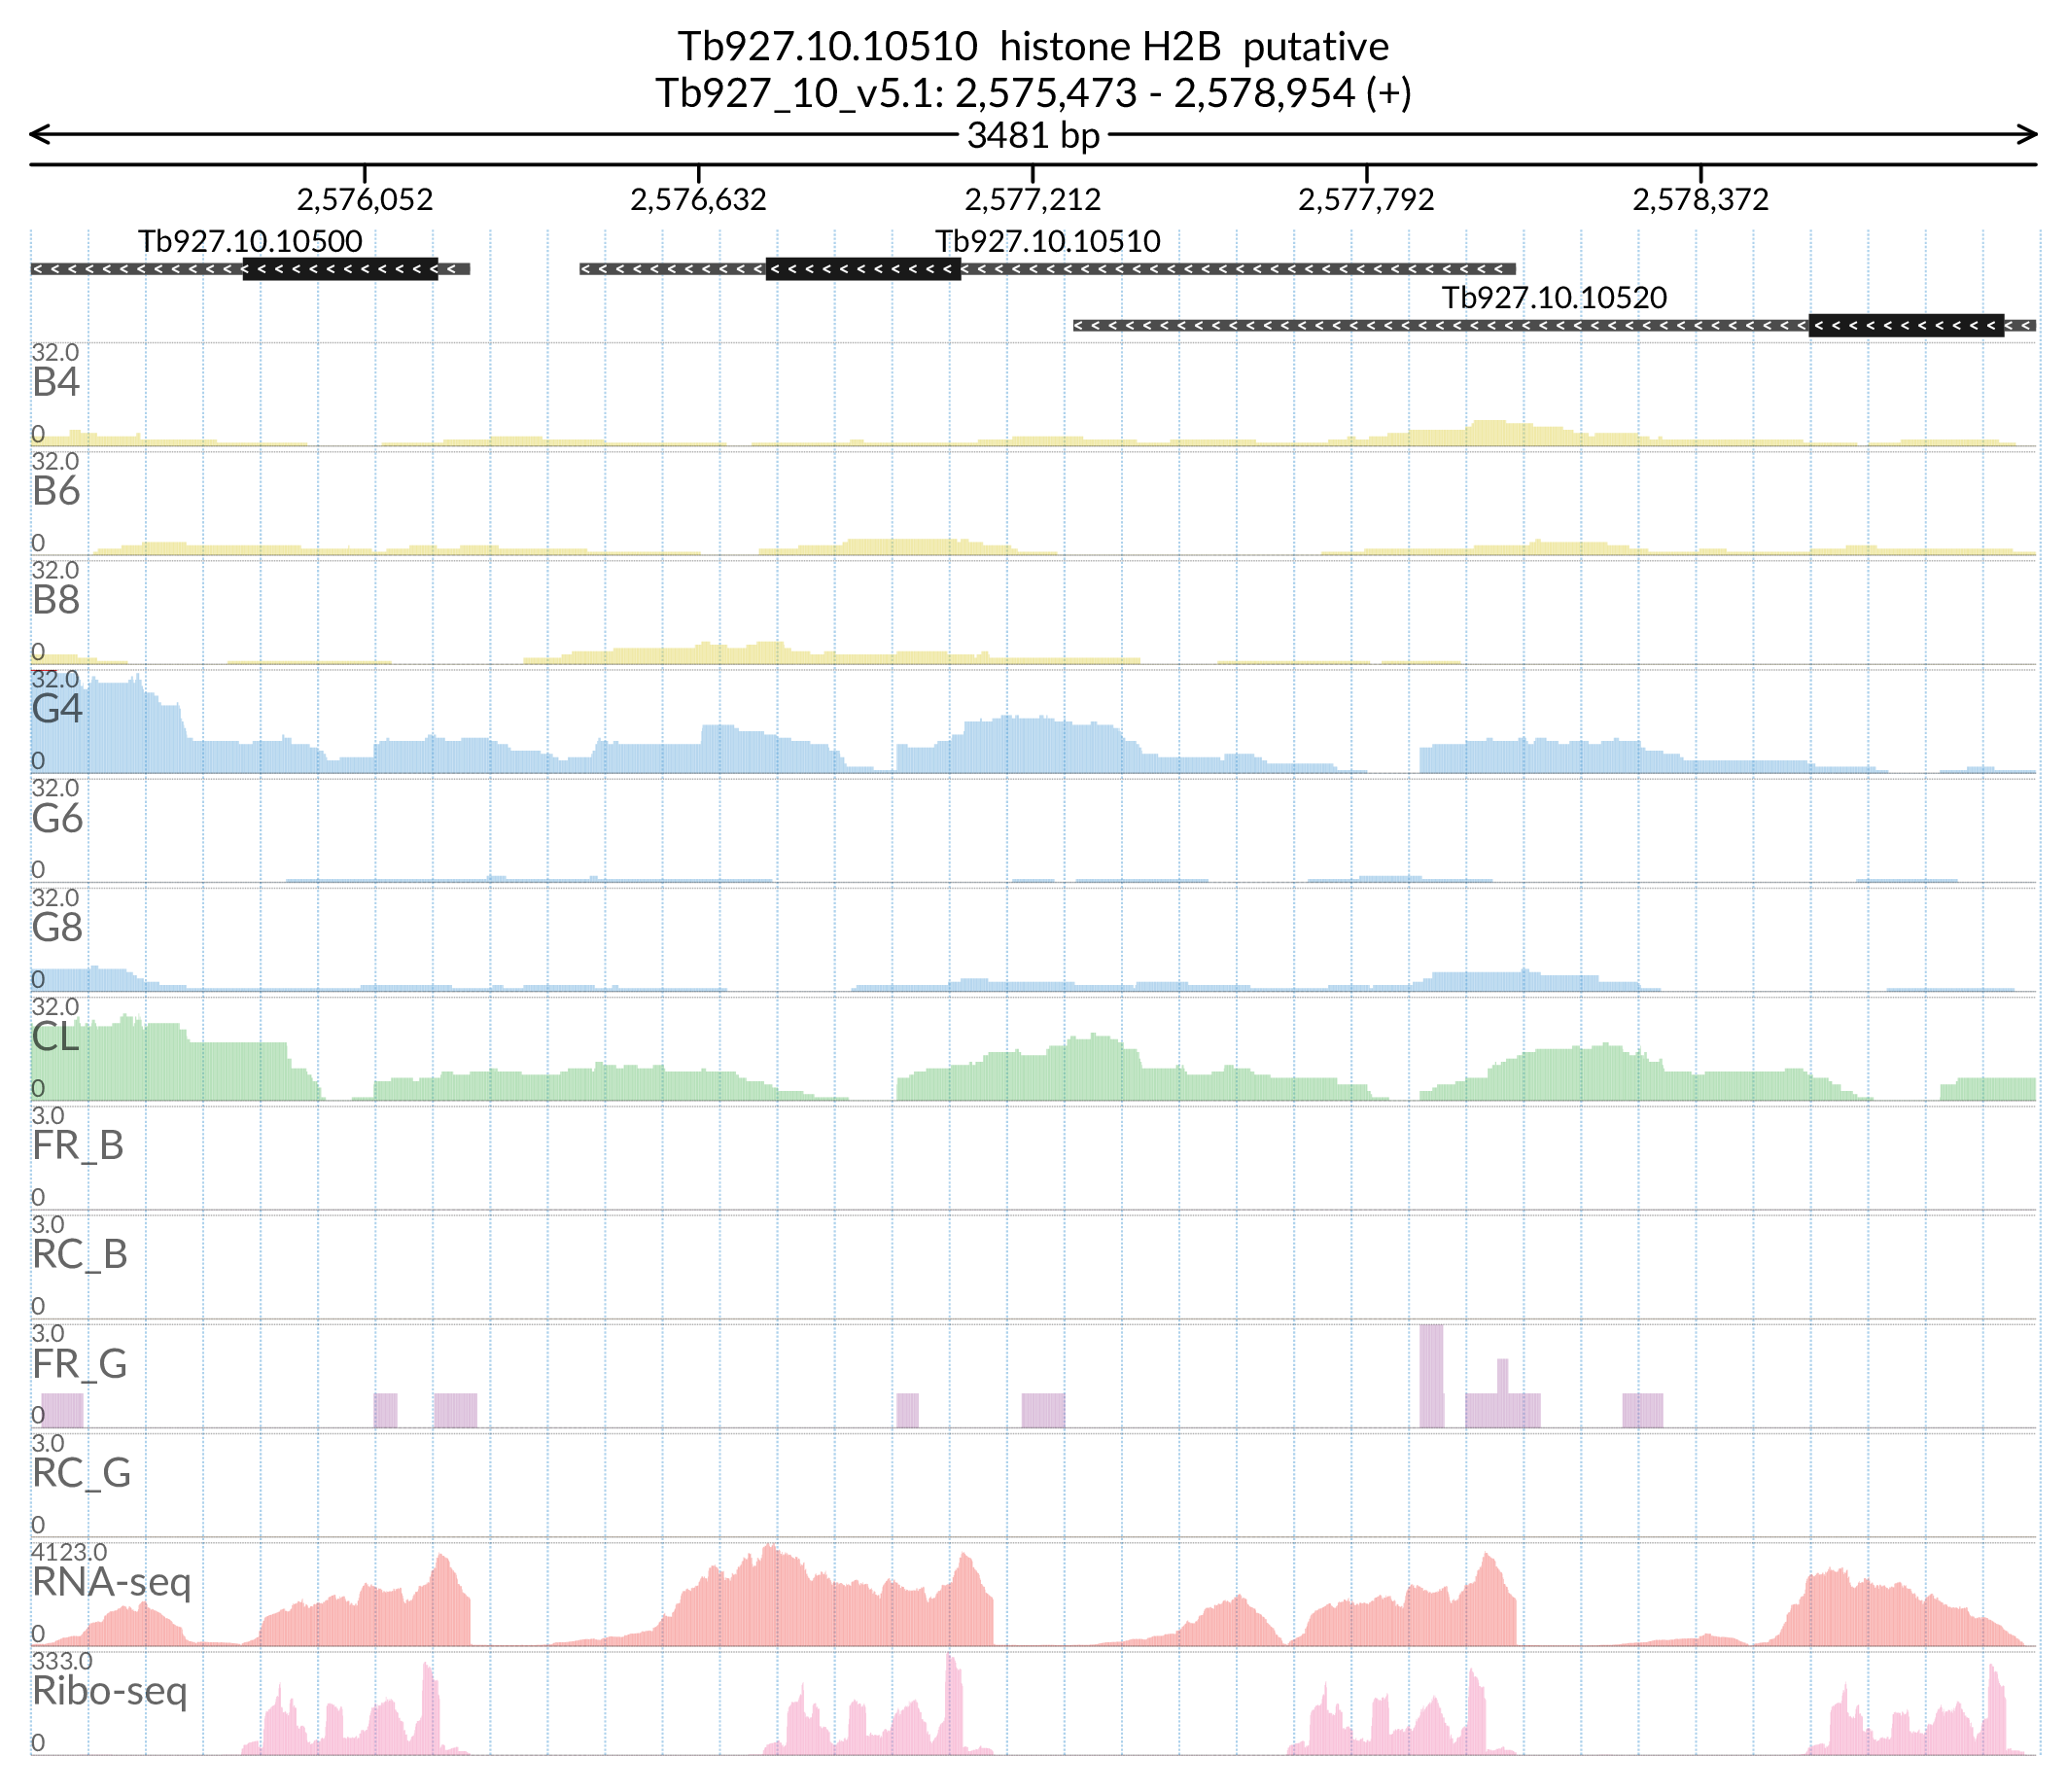 Tb927.10.10510 histone H2B putative
Tb927_10_v5.1: 2,575,473 - 2,578,954 (+)
3481 bp
2,576,052 2,576,632 2,577,212 2,577,792 2,578,372
Tb927.10.10500 Tb927.10.10510
Tb927.10.10520
32.0
B4
0
32.0
B6
0
32.0
B8
0
32.0
G4
0
32.0
G6
0
32.0
G8
0
32.0
CL
0
3.0
FR_B
0
3.0
RC_B
0
3.0
FR_G
0
3.0
RC_G
0
4123.0
RNA-seq
0
333.0
Ribo-seq
0